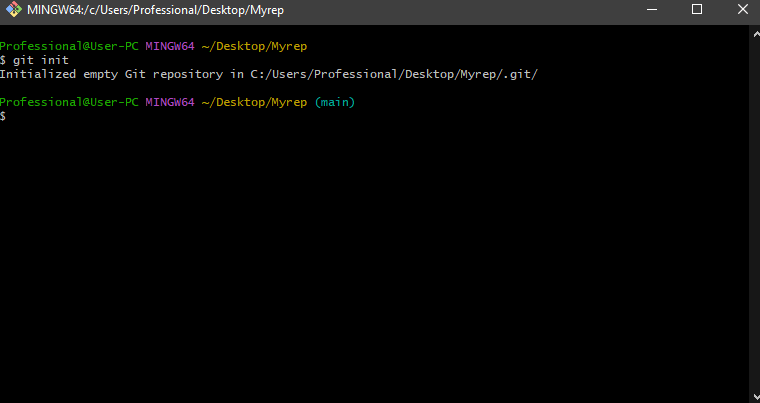 MINGW64:/c/Users/Professional/Desktop/Myrep
Professional@User-PC MINGW64 ~/Desktop/Myrep
$ git init
Initialized empty Git repository in C:/Users/Professional/Desktop/Myrep/.git/
Professional@User-PC MINGW64 ~/Desktop/Myrep (main)
$